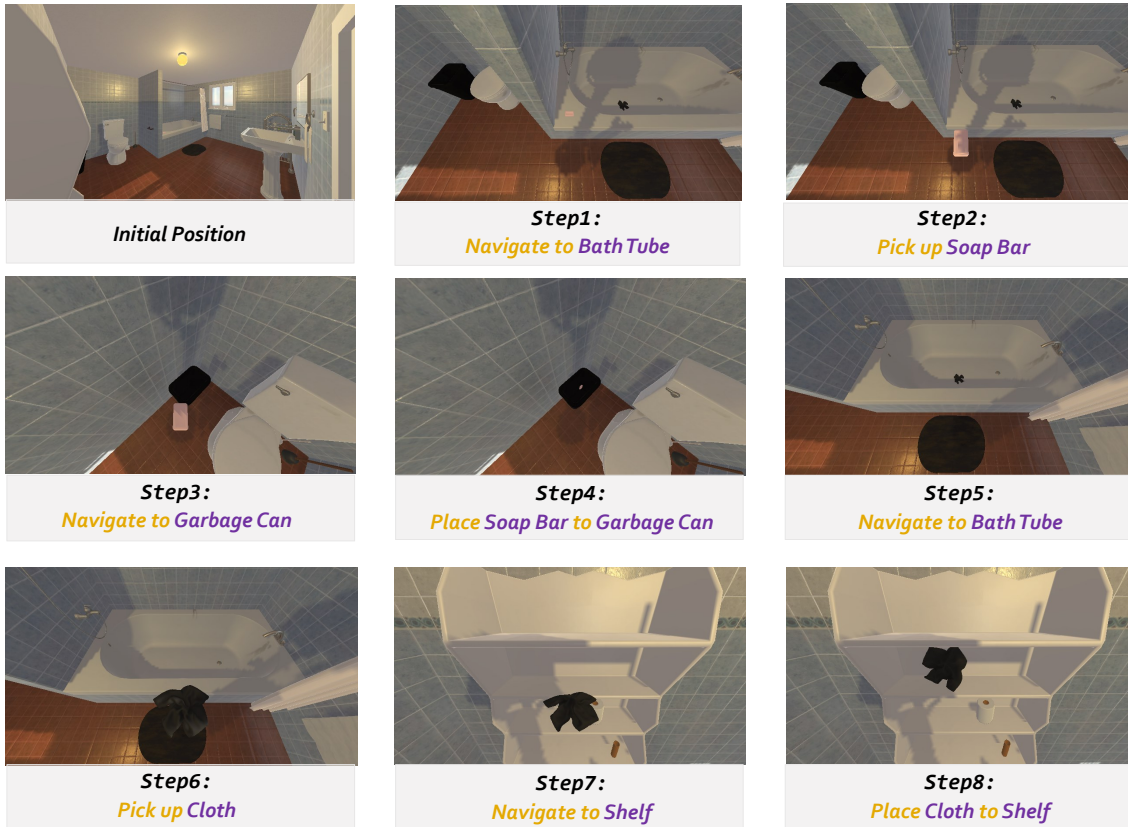 Initial Position
Step1:
Navigate to Bath Tube
Step2:
Pick up Soap Bar
Step3:
Navigate to Garbage Can
Step4:
Place Soap Bar to Garbage Can
Step5:
Navigate to Bath Tube
Step6:
Pick up Cloth
Step7:
Navigate to Shelf
Step8:
Place Cloth to Shelf